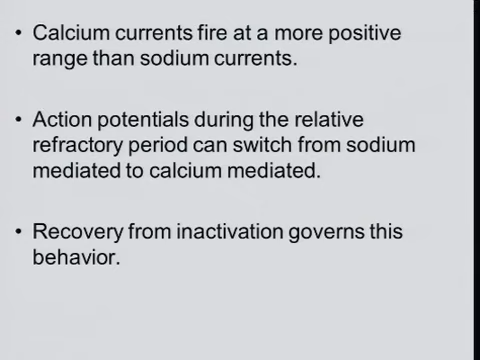 • Calcium currents fire at a more positive
range than sodium currents.
• Action potentials during the relative
refractory period can switch from sodium
mediated to calcium mediated.
• Recovery from inactivation governs this
behavior.